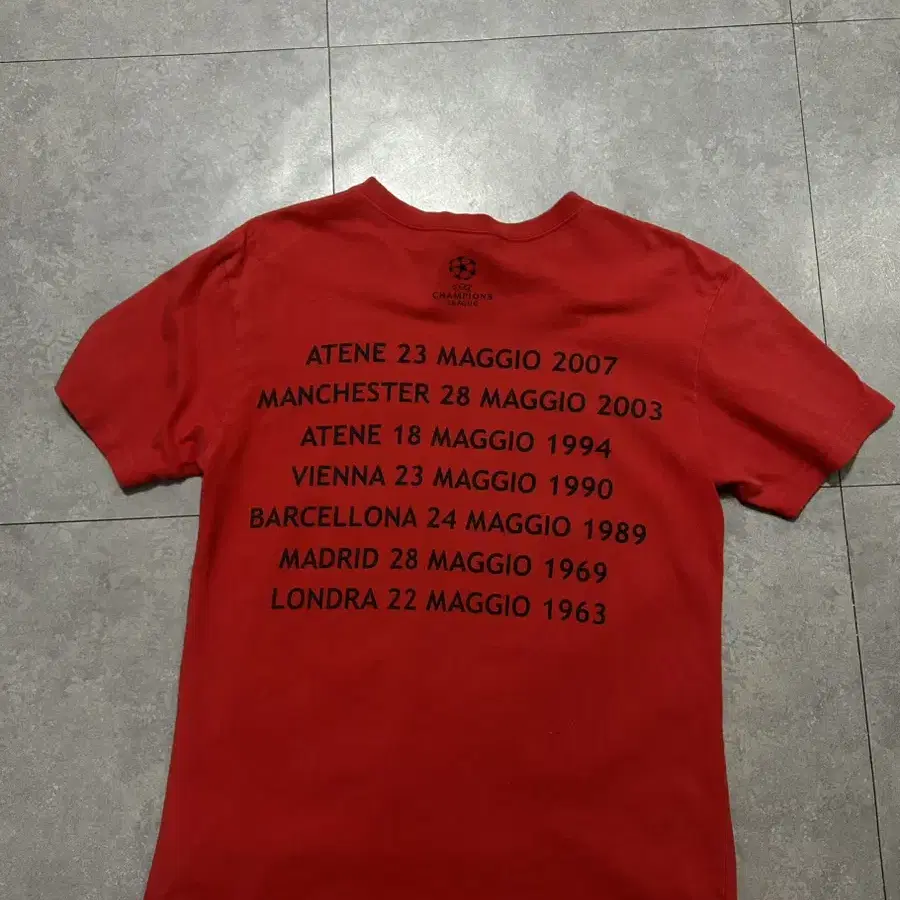 CHAMPIONS
LEAGUE
ATENE 23 MAGGIO 2007
MANCHESTER 28 MAGGIO 2003
ATENE 18 MAGGIO 1994
VIENNA 23 MAGGIO 1990
BARCELLONA 24 MAGGIO 1989
MADRID 28 MAGGIO 1969
LONDRA 22 MAGGIO 1963